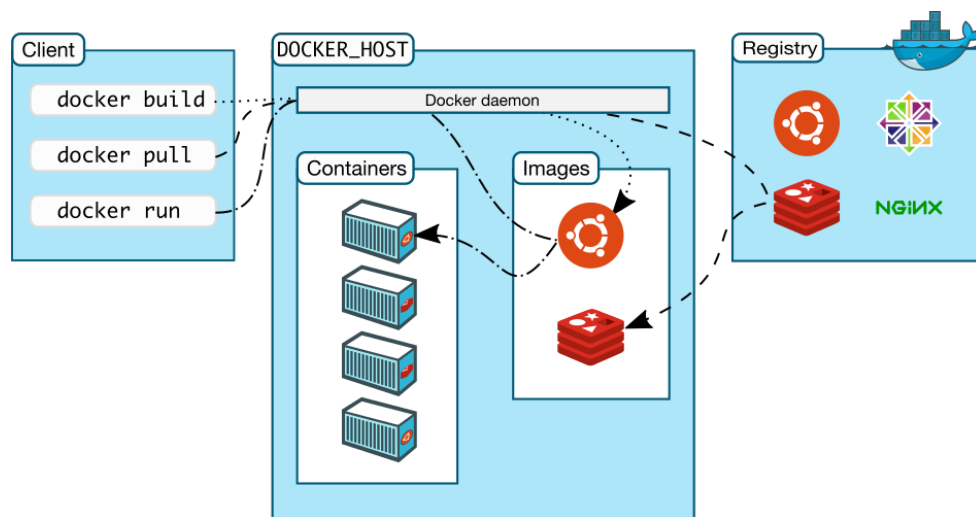 Client
docker build
docker pull
docker run
DOCKER_HOST
Docker daemon
Containers
Images
Registry
NGINX